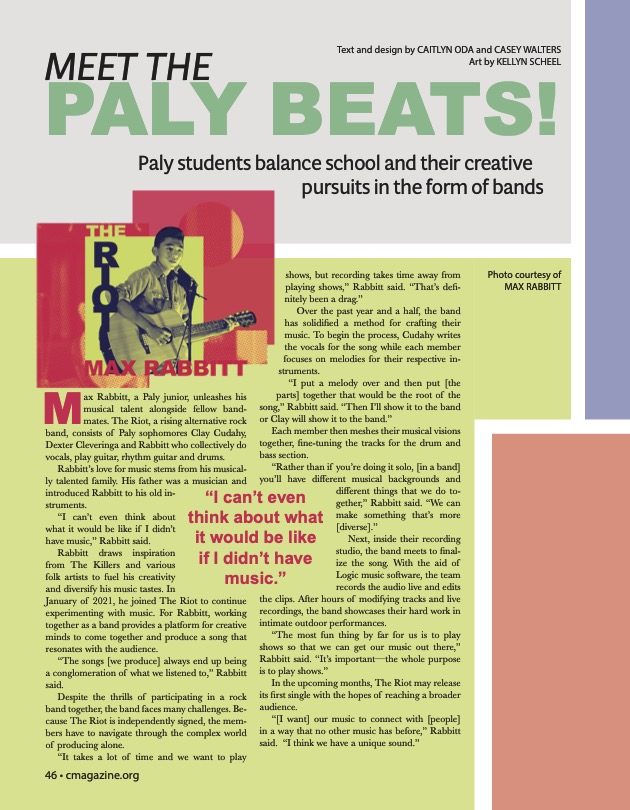 Text and design by CAITLYN ODA and CASEY WALTERS
Art by KELLYN SCHEEL
MEET THE
PALY BEATS!
Paly students balance school and their creative
pursuits in the form of bands
THE
RIOT
MAX RABBITT
Photo courtesy of
MAX RABBITT
Max Rabbitt, a Paly junior, unleashes his
musical talent alongside fellow band-
mates. The Riot, a rising alternative rock
band, consists of Paly sophomores Clay Cudahy,
Dexter Cleveringa and Rabbitt who collectively do
vocals, play guitar, rhythm guitar and drums.
Rabbitt's love for music stems from his musical-
ly talented family. His father was a musician and
introduced Rabbitt to his old in-
struments.
"I can't even think about
what it would be like if I didn't
have music," Rabbitt said.
Rabbitt draws inspiration
from The Killers and various
folk artists to fuel his creativity
and diversify his music tastes. In
January of 2021, he joined The Riot to continue
experimenting with music. For Rabbitt, working
together as a band provides a platform for creative
minds to come together and produce a song that
resonates with the audience.
"The songs [we produce] always end up being
a conglomeration of what we listened to," Rabbitt
said.
Despite the thrills of participating in a rock
band together, the band faces many challenges. Be-
cause The Riot is independently signed, the mem-
bers have to navigate through the complex world
of producing alone.
"It takes a lot of time and we want to play
"I can't even
think about what
it would be like
if I didn't have
music."
shows, but recording takes time away from
playing shows," Rabbitt said. "That's defi-
nitely been a drag."
Over the past year and a half, the band
has solidified a method for crafting their
music. To begin the process, Cudahy writes
the vocals for the song while each member
focuses on melodies for their respective in-
struments.
"I put a melody over and then put [the
parts] together that would be the root of the
song," Rabbitt said. "Then I'll show it to the band
or Clay will show it to the band."
Each member then meshes their musical visions
together, fine-tuning the tracks for the drum and
bass section.
"Rather than if you're doing it solo, [in a band]
you'll have different musical backgrounds and
different things that we do to-
gether," Rabbitt said. "We can
make something that's more
[diverse]."
Next, inside their recording
studio, the band meets to final-
ize the song. With the aid of
Logic music software, the team
records the audio live and edits
the clips. After hours of modifying tracks and live
recordings, the band showcases their hard work in
intimate outdoor performances.
"The most fun thing by far for us is to play
shows so that we can get our music out there,"
Rabbitt said. "It's important—the whole purpose
is to play shows."
In the upcoming months, The Riot may release
its first single with the hopes of reaching a broader
audience.
"[I want] our music to connect with [people]
in a way that no other music has before," Rabbitt
said. "I think we have a unique sound."
46 • cmagazine.org